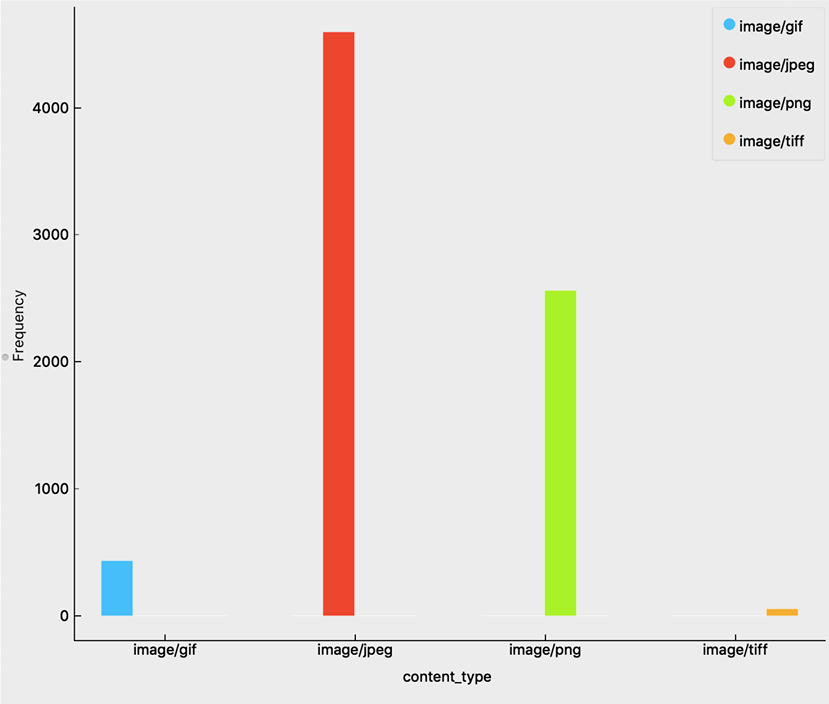 image/gif
image/jpeg
image/png
image/tiff
4000
3000
2000
1000
0
Frequency
image/gif image/jpeg image/png image/tiff
content_type